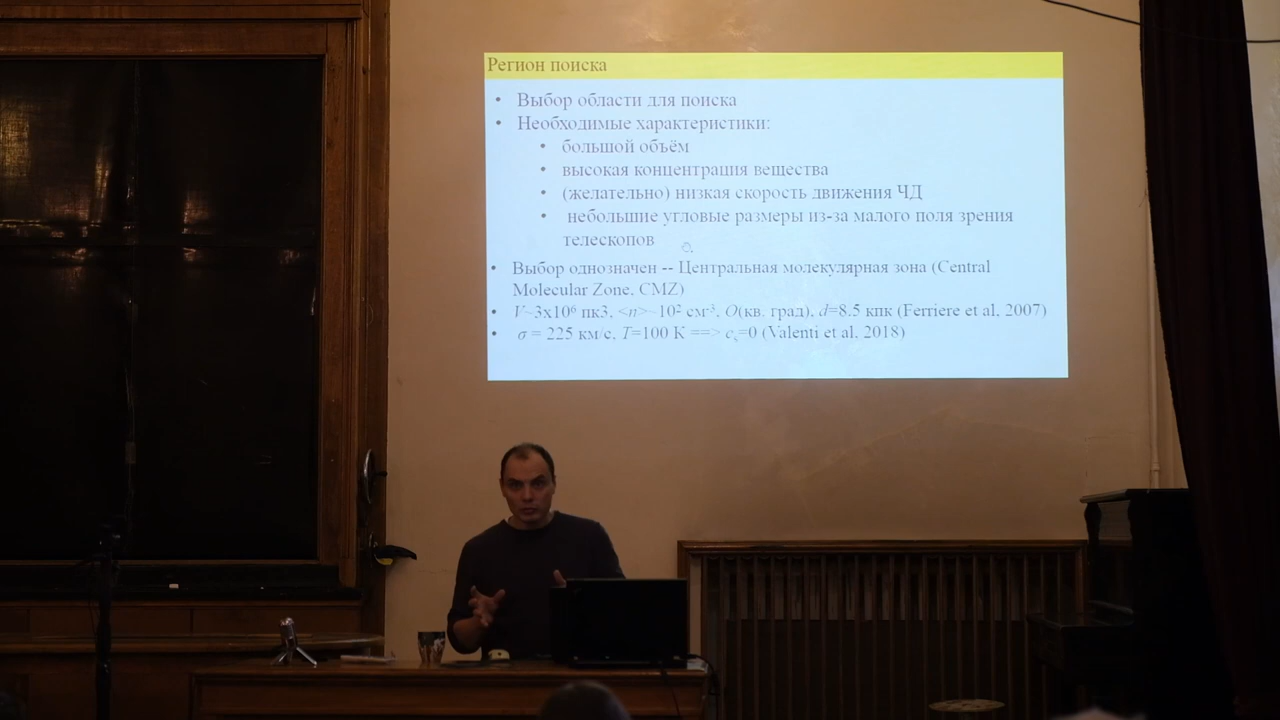 Регион поиска
• Выбор области для поиска
• Необходимые характеристики:
• большой объём
• высокая концентрация вещества
• (желательно) низкая скорость движения ЧД
• небольшие угловые размеры из-за малого поля зрения
телескопов
• Выбор однозначен -- Центральная молекулярная зона (Central
Molecular Zone, CMZ)
• V~3x10⁶ пк3, <n>~10² см⁻³, O(кв. град), d=8.5 кпк (Ferriere et al. 2007)
• σ = 225 км/с, T=100 K ==> cₛ=0 (Valenti et al. 2018)